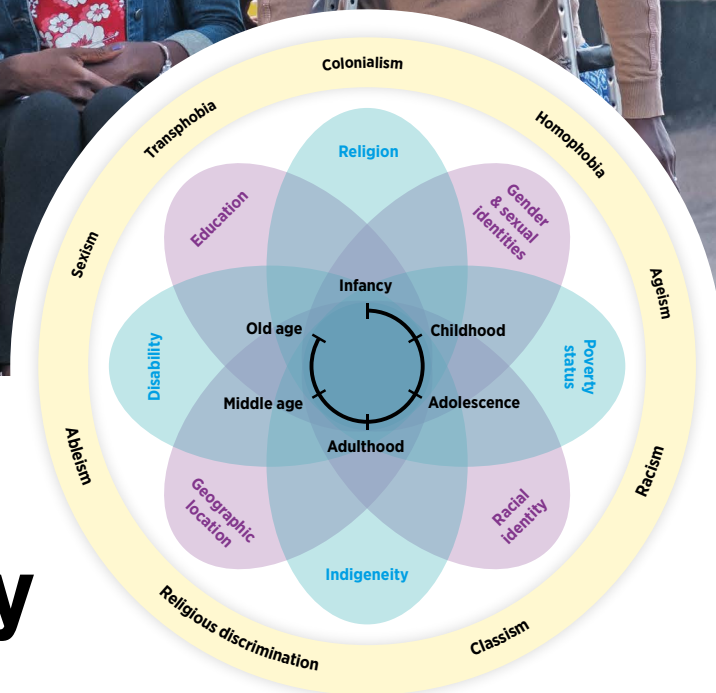 Colonialism
Homophobia
Ageism
Racism
Classism
Religious discrimination
Ableism
Sexism
Transphobia
Religion
Gender
& sexual
identities
Poverty
status
Racial
identity
Indigeneity
Geographic
location
Disability
Education
Infancy
Childhood
Adolescence
Adulthood
Middle age
Old age
y